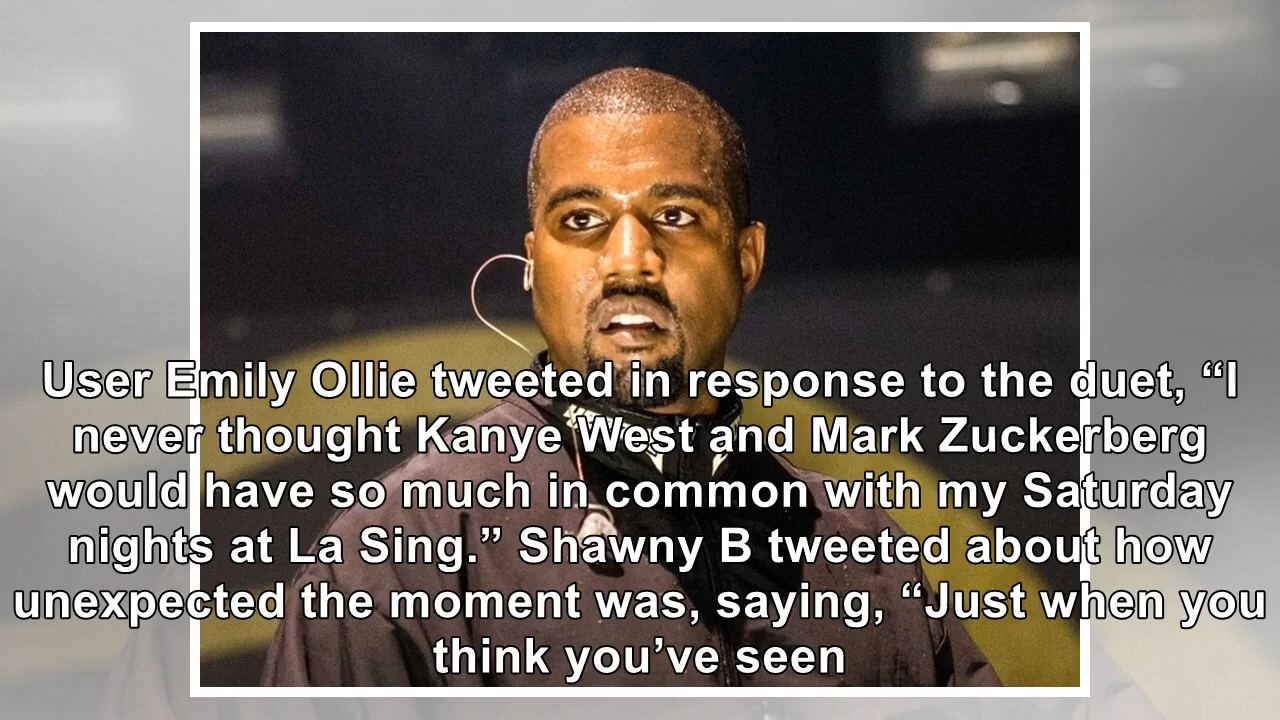 User Emily Ollie tweeted in response to the duet, “I
never thought Kanye West and Mark Zuckerberg
would have so much in common with my Saturday
nights at La Sing.” Shawny B tweeted about how
unexpected the moment was, saying, “Just when you
think you’ve seen